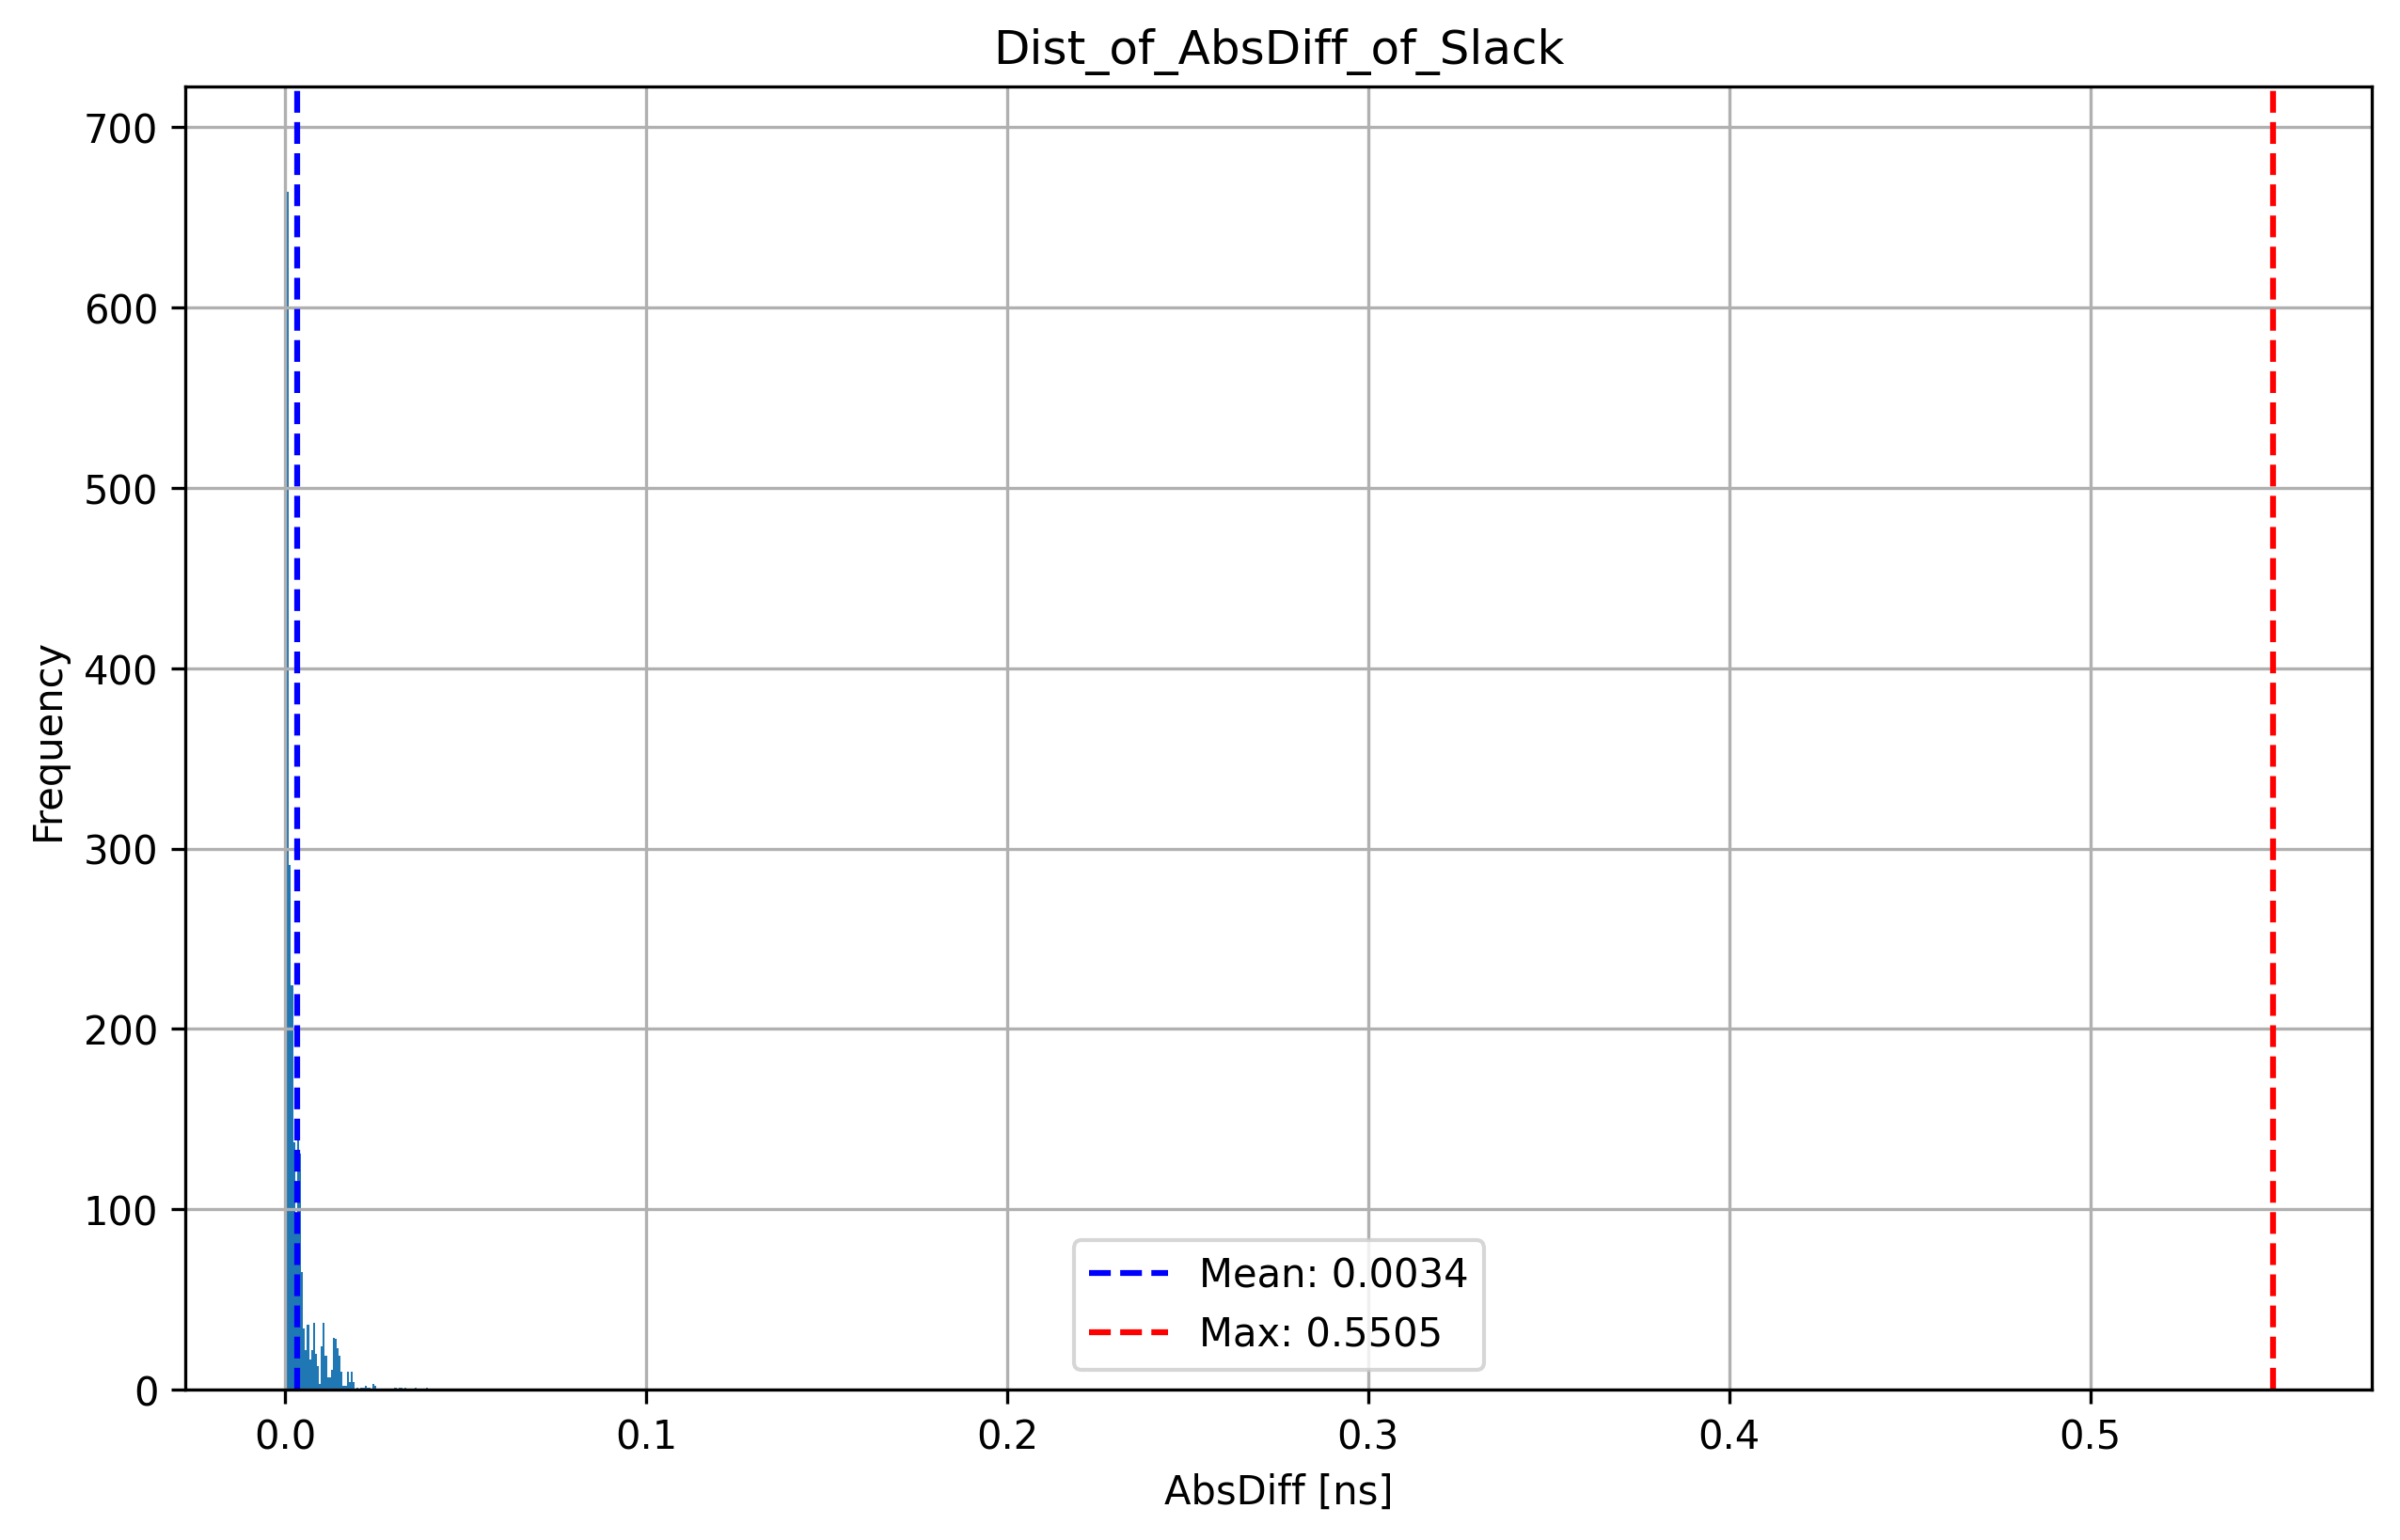 Dist_of_AbsDiff_of_Slack
700
600
500
400
300
200
100
0
Frequency
Mean: 0.0034
Max: 0.5505
0.0 0.1 0.2 0.3 0.4 0.5
AbsDiff [ns]